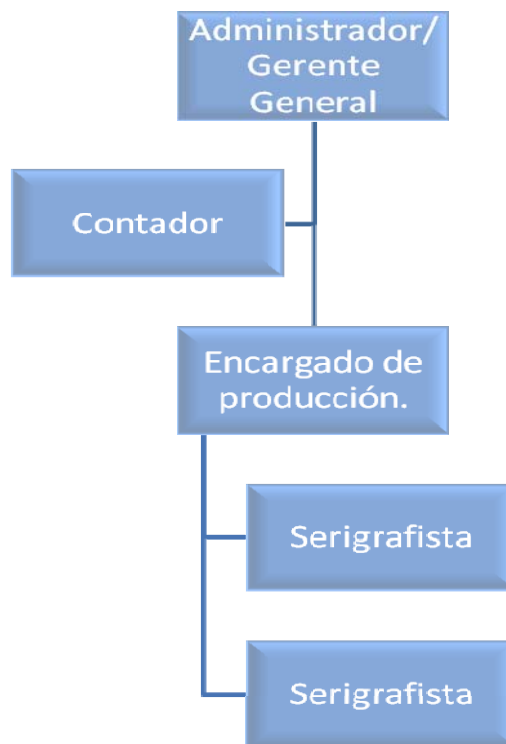 Administrador/
Gerente
General
Contador
Encargado de
producción.
Serigrafista
Serigrafista